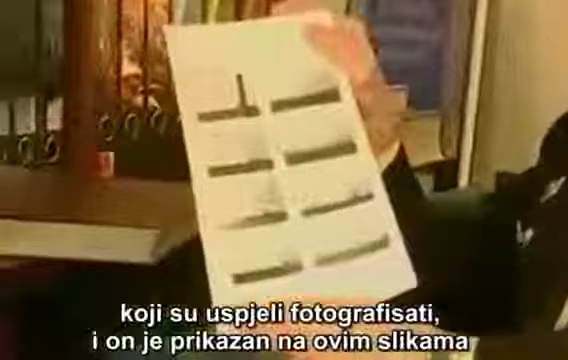 koji su uspjeli fotografisati,
i on je prikazan na ovim slikama